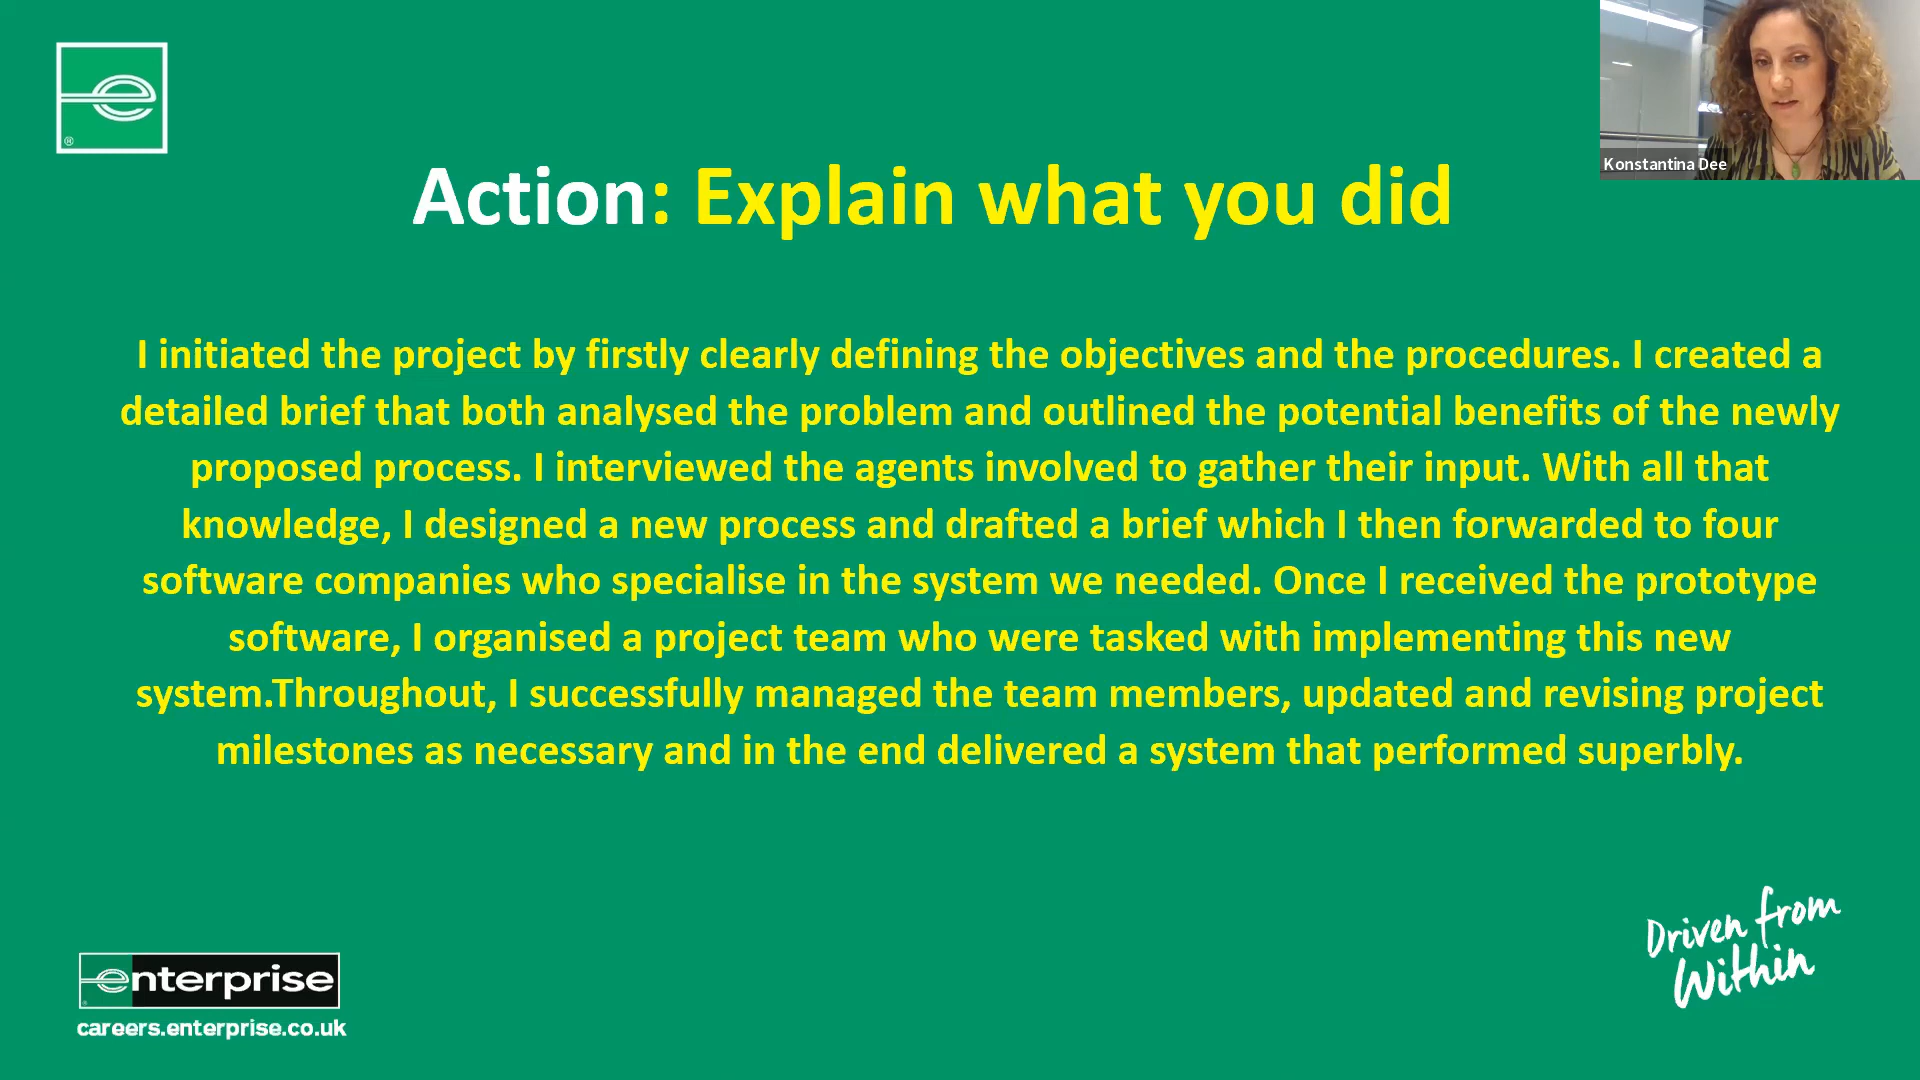 Konstantina Dee
Action: Explain what you did
I initiated the project by firstly clearly defining the objectives and the procedures. I created a
detailed brief that both analysed the problem and outlined the potential benefits of the newly
proposed process. I interviewed the agents involved to gather their input. With all that
knowledge, I designed a new process and drafted a brief which I then forwarded to four
software companies who specialise in the system we needed. Once I received the prototype
software, I organised a project team who were tasked with implementing this new
system.Throughout, I successfully managed the team members, updated and revising project
milestones as necessary and in the end delivered a system that performed superbly.
Driven from
Within
enterprise
careers.enterprise.co.uk